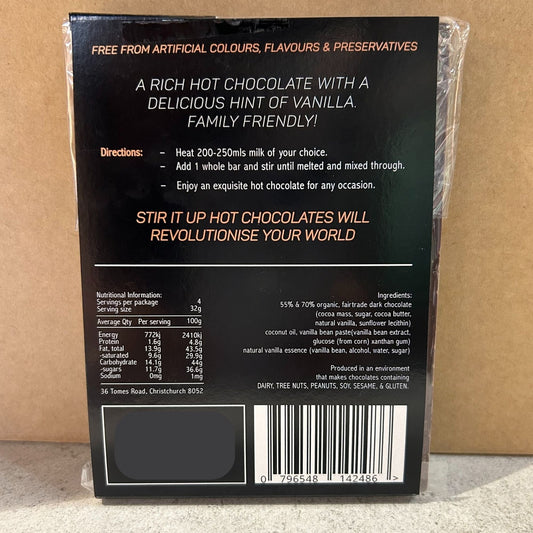 FREE FROM ARTIFICIAL COLOURS, FLAVOURS & PRESERVATIVES
A RICH HOT CHOCOLATE WITH A
DELICIOUS HINT OF VANILLA.
FAMILY FRIENDLY!
Directions: – Heat 200-250mls milk of your choice.
– Add 1 whole bar and stir until melted and mixed through.
– Enjoy an exquisite hot chocolate for any occasion.
STIR IT UP HOT CHOCOLATES WILL
REVOLUTIONISE YOUR WORLD
Nutritional Information:
Servings per package 4
Serving size 32g
Average Qty Per serving 100g
Energy 772kj 2410kj
Protein 1.6g 4.8g
Fat, total 13.9g 43.5g
-saturated 9.6g 29.9g
Carbohydrate 14.1g 44g
-sugars 11.7g 36.6g
Sodium 0mg 1mg
36 Tomes Road, Christchurch 8052
Ingredients:
55% & 70% organic, fairtrade dark chocolate
(cocoa mass, sugar, cocoa butter,
natural vanilla, sunflower lecithin)
coconut oil, vanilla bean paste(vanilla bean extract,
glucose (from corn) xanthan gum)
natural vanilla essence (vanilla bean, alcohol, water, sugar)
Produced in an environment
that makes chocolates containing
DAIRY, TREE NUTS, PEANUTS, SOY, SESAME, & GLUTEN.
0 796548 142486 >